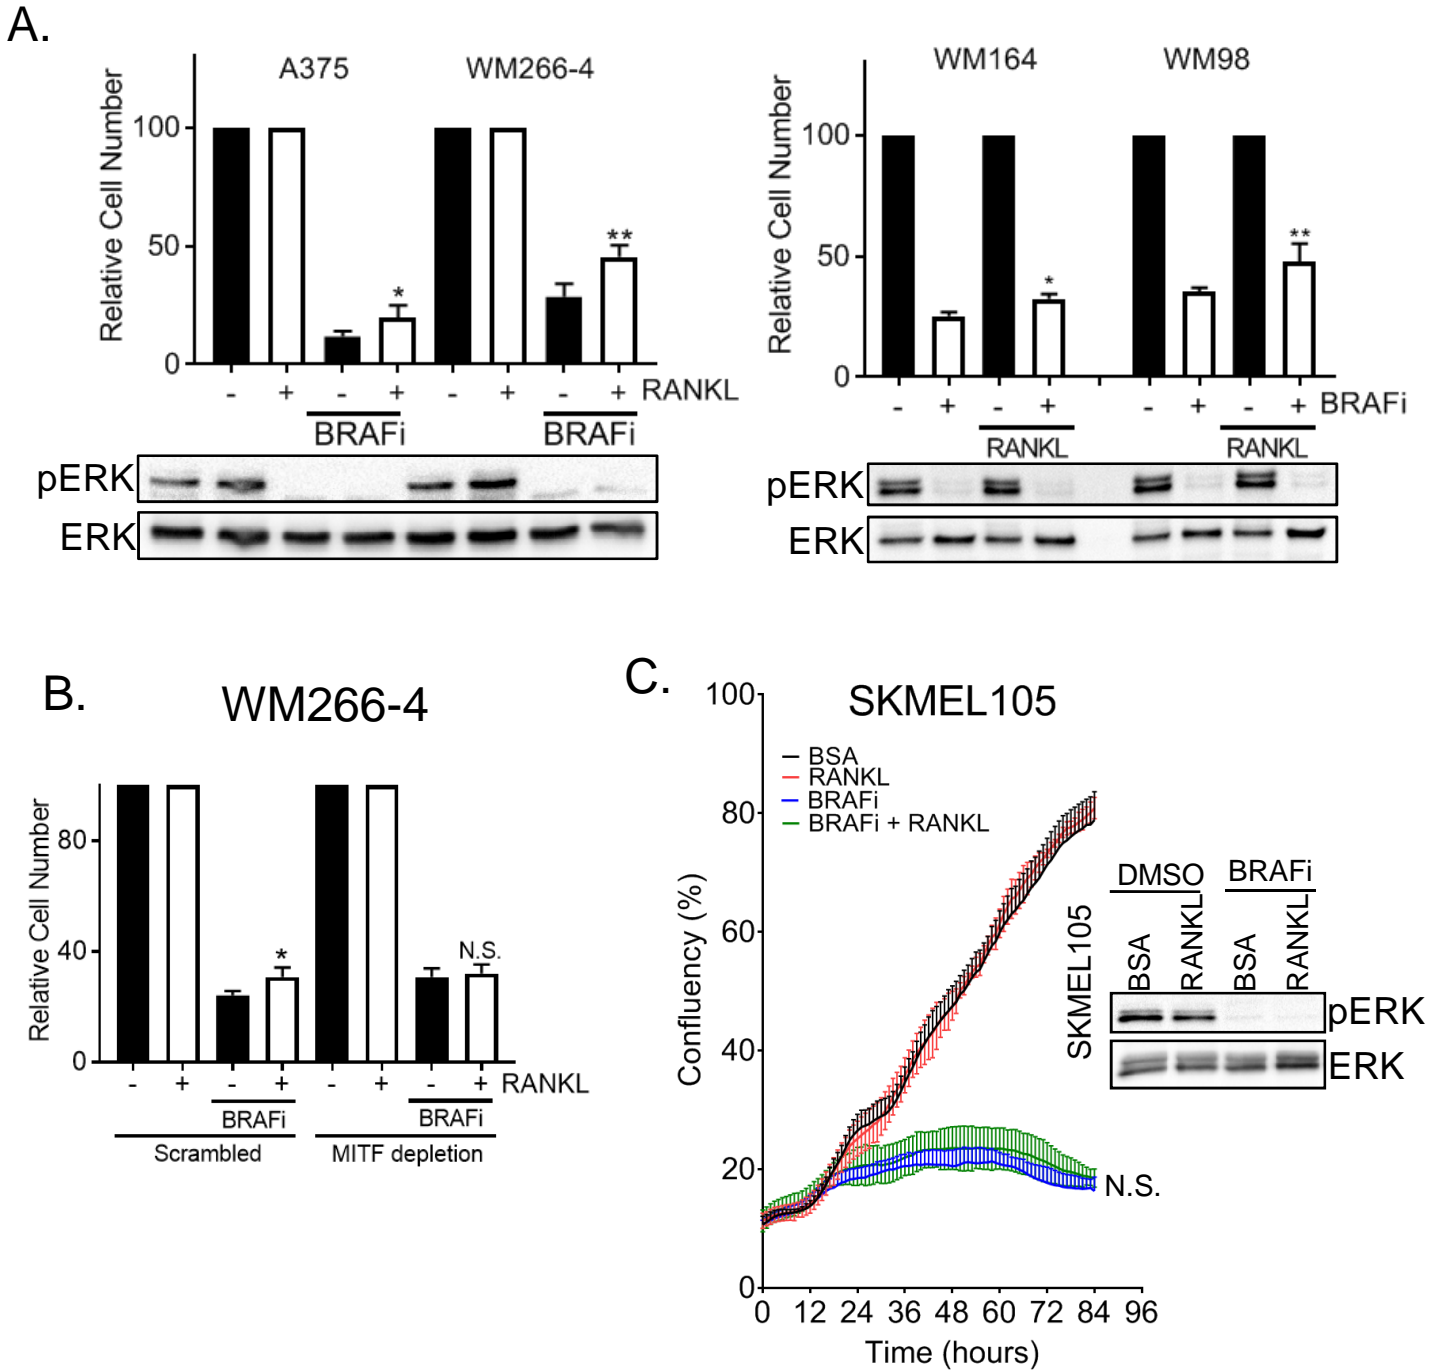 A.
A375 WM266-4
Relative Cell Number
100
50
0
* **
- + - + - + - + RANKL
BRAFi BRAFi
pERK
ERK
WM164 WM98
Relative Cell Number
100
50
0
* **
- + - + - + - + BRAFi
RANKL RANKL
pERK
ERK
B.
WM266-4
Relative Cell Number
80
40
0
* N.S.
- + - + - + - + RANKL
BRAFi BRAFi
Scrambled MITF depletion
C.
SKMEL105
BSA
RANKL
BRAFi
BRAFi + RANKL
Confluency (%)
100
80
60
40
20
0
N.S.
0 12 24 36 48 60 72 84 96
Time (hours)
SKMEL105
DMSO BRAFi
BSA RANKL BSA RANKL
pERK
ERK